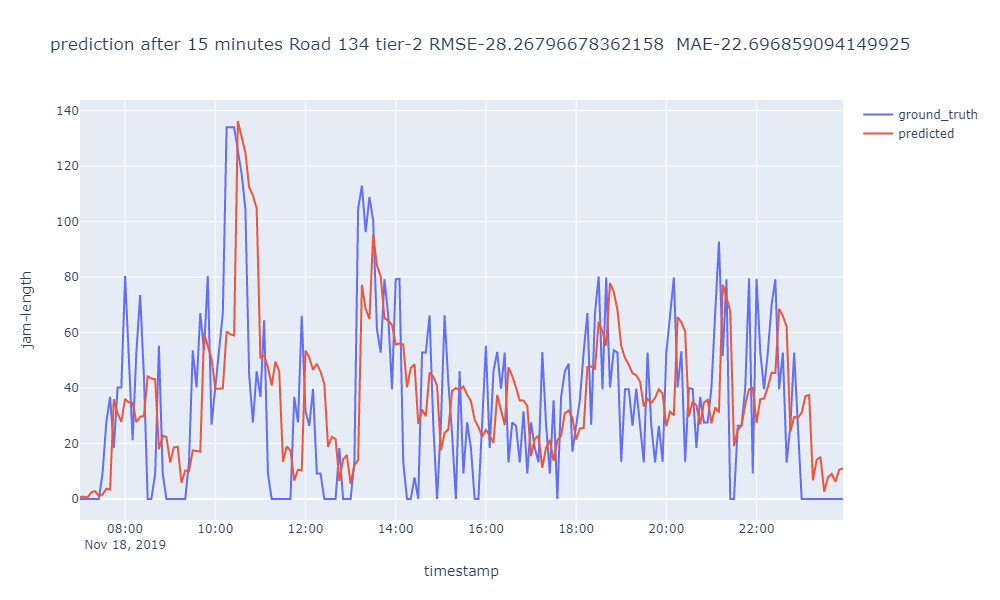 prediction after 15 minutes Road 134 tier-2 RMSE-28.26796678362158  MAE-22.696859094149925
ground_truth
predicted
140
120
100
80
60
40
20
0
jam-length
08:00 10:00 12:00 14:00 16:00 18:00 20:00 22:00
Nov 18, 2019
timestamp